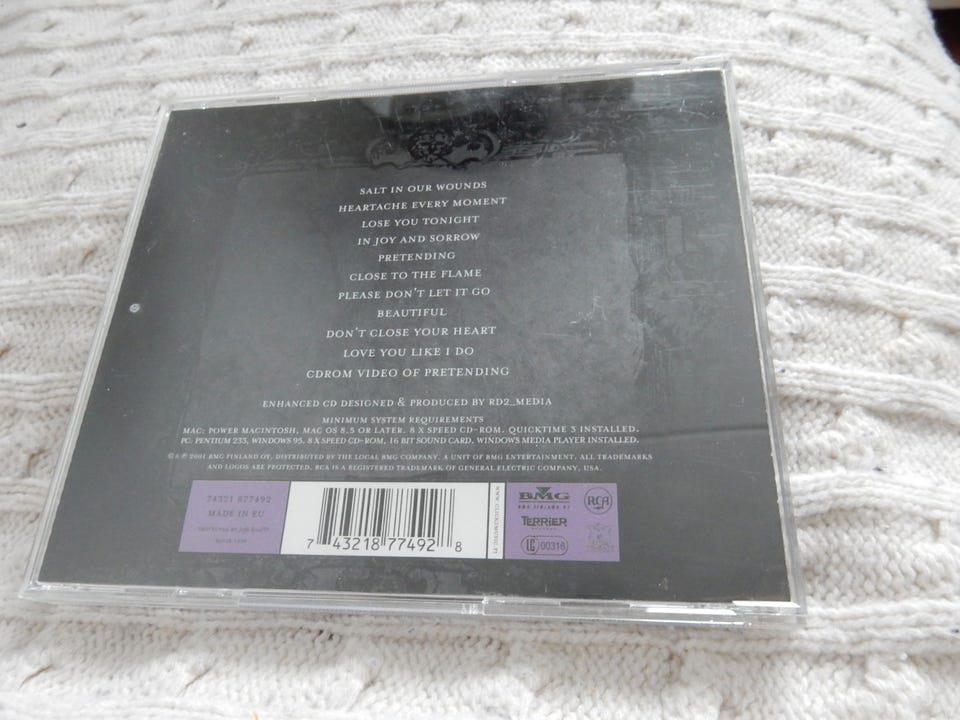 SALT IN OUR WOUNDS
HEARTACHE EVERY MOMENT
LOSE YOU TONIGHT
IN JOY AND SORROW
PRETENDING
CLOSE TO THE FLAME
PLEASE DON'T LET IT GO
BEAUTIFUL
DON'T CLOSE YOUR HEART
LOVE YOU LIKE I DO
CDROM VIDEO OF PRETENDING
ENHANCED CD DESIGNED & PRODUCED BY RD2_MEDIA
MINIMUM SYSTEM REQUIREMENTS
MAC: POWER MACINTOSH, MAC OS 8.5 OR LATER. 8 X SPEED CD-ROM. QUICKTIME 3 INSTALLED.
PC: PENTIUM 233, WINDOWS 95. 8 X SPEED CD-ROM, 16 BIT SOUND CARD, WINDOWS MEDIA PLAYER INSTALLED.
© & ℗ 2001 BMG FINLAND OY, DISTRIBUTED BY THE LOCAL BMG COMPANY. A UNIT OF BMG ENTERTAINMENT. ALL TRADEMARKS
AND LOGOS ARE PROTECTED. RCA IS A REGISTERED TRADEMARK OF GENERAL ELECTRIC COMPANY, USA.
74321 877492
MADE IN EU
7 43218 77492 8
BMG
BMG FINLAND OY
RCA
TERRIER
LC 00316